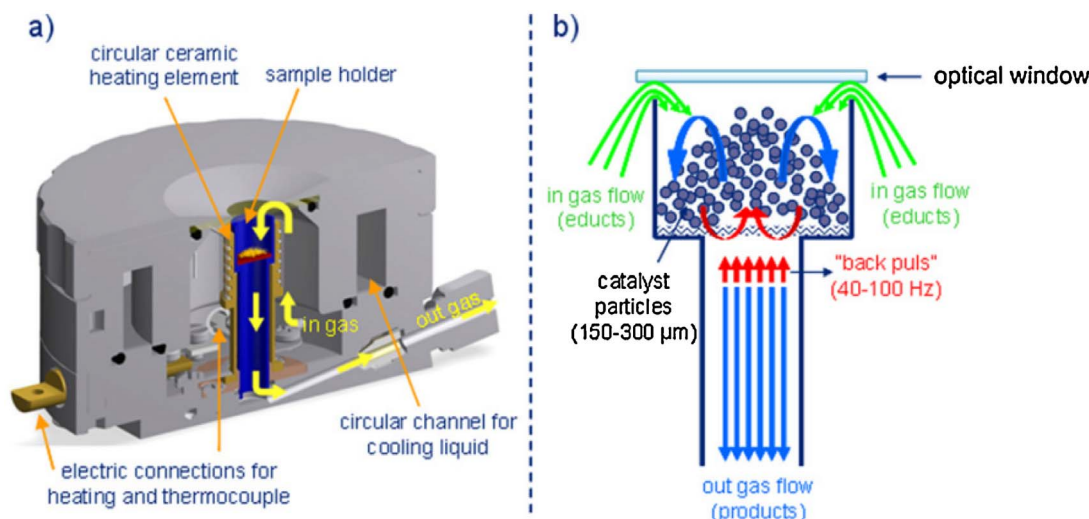 a)
circular ceramic
heating element
sample holder
in gas
out gas
circular channel for
cooling liquid
electric connections for
heating and thermocouple
b)
optical window
in gas flow
(educts)
in gas flow
(educts)
catalyst
particles
(150-300 µm)
"back puls"
(40-100 Hz)
out gas flow
(products)